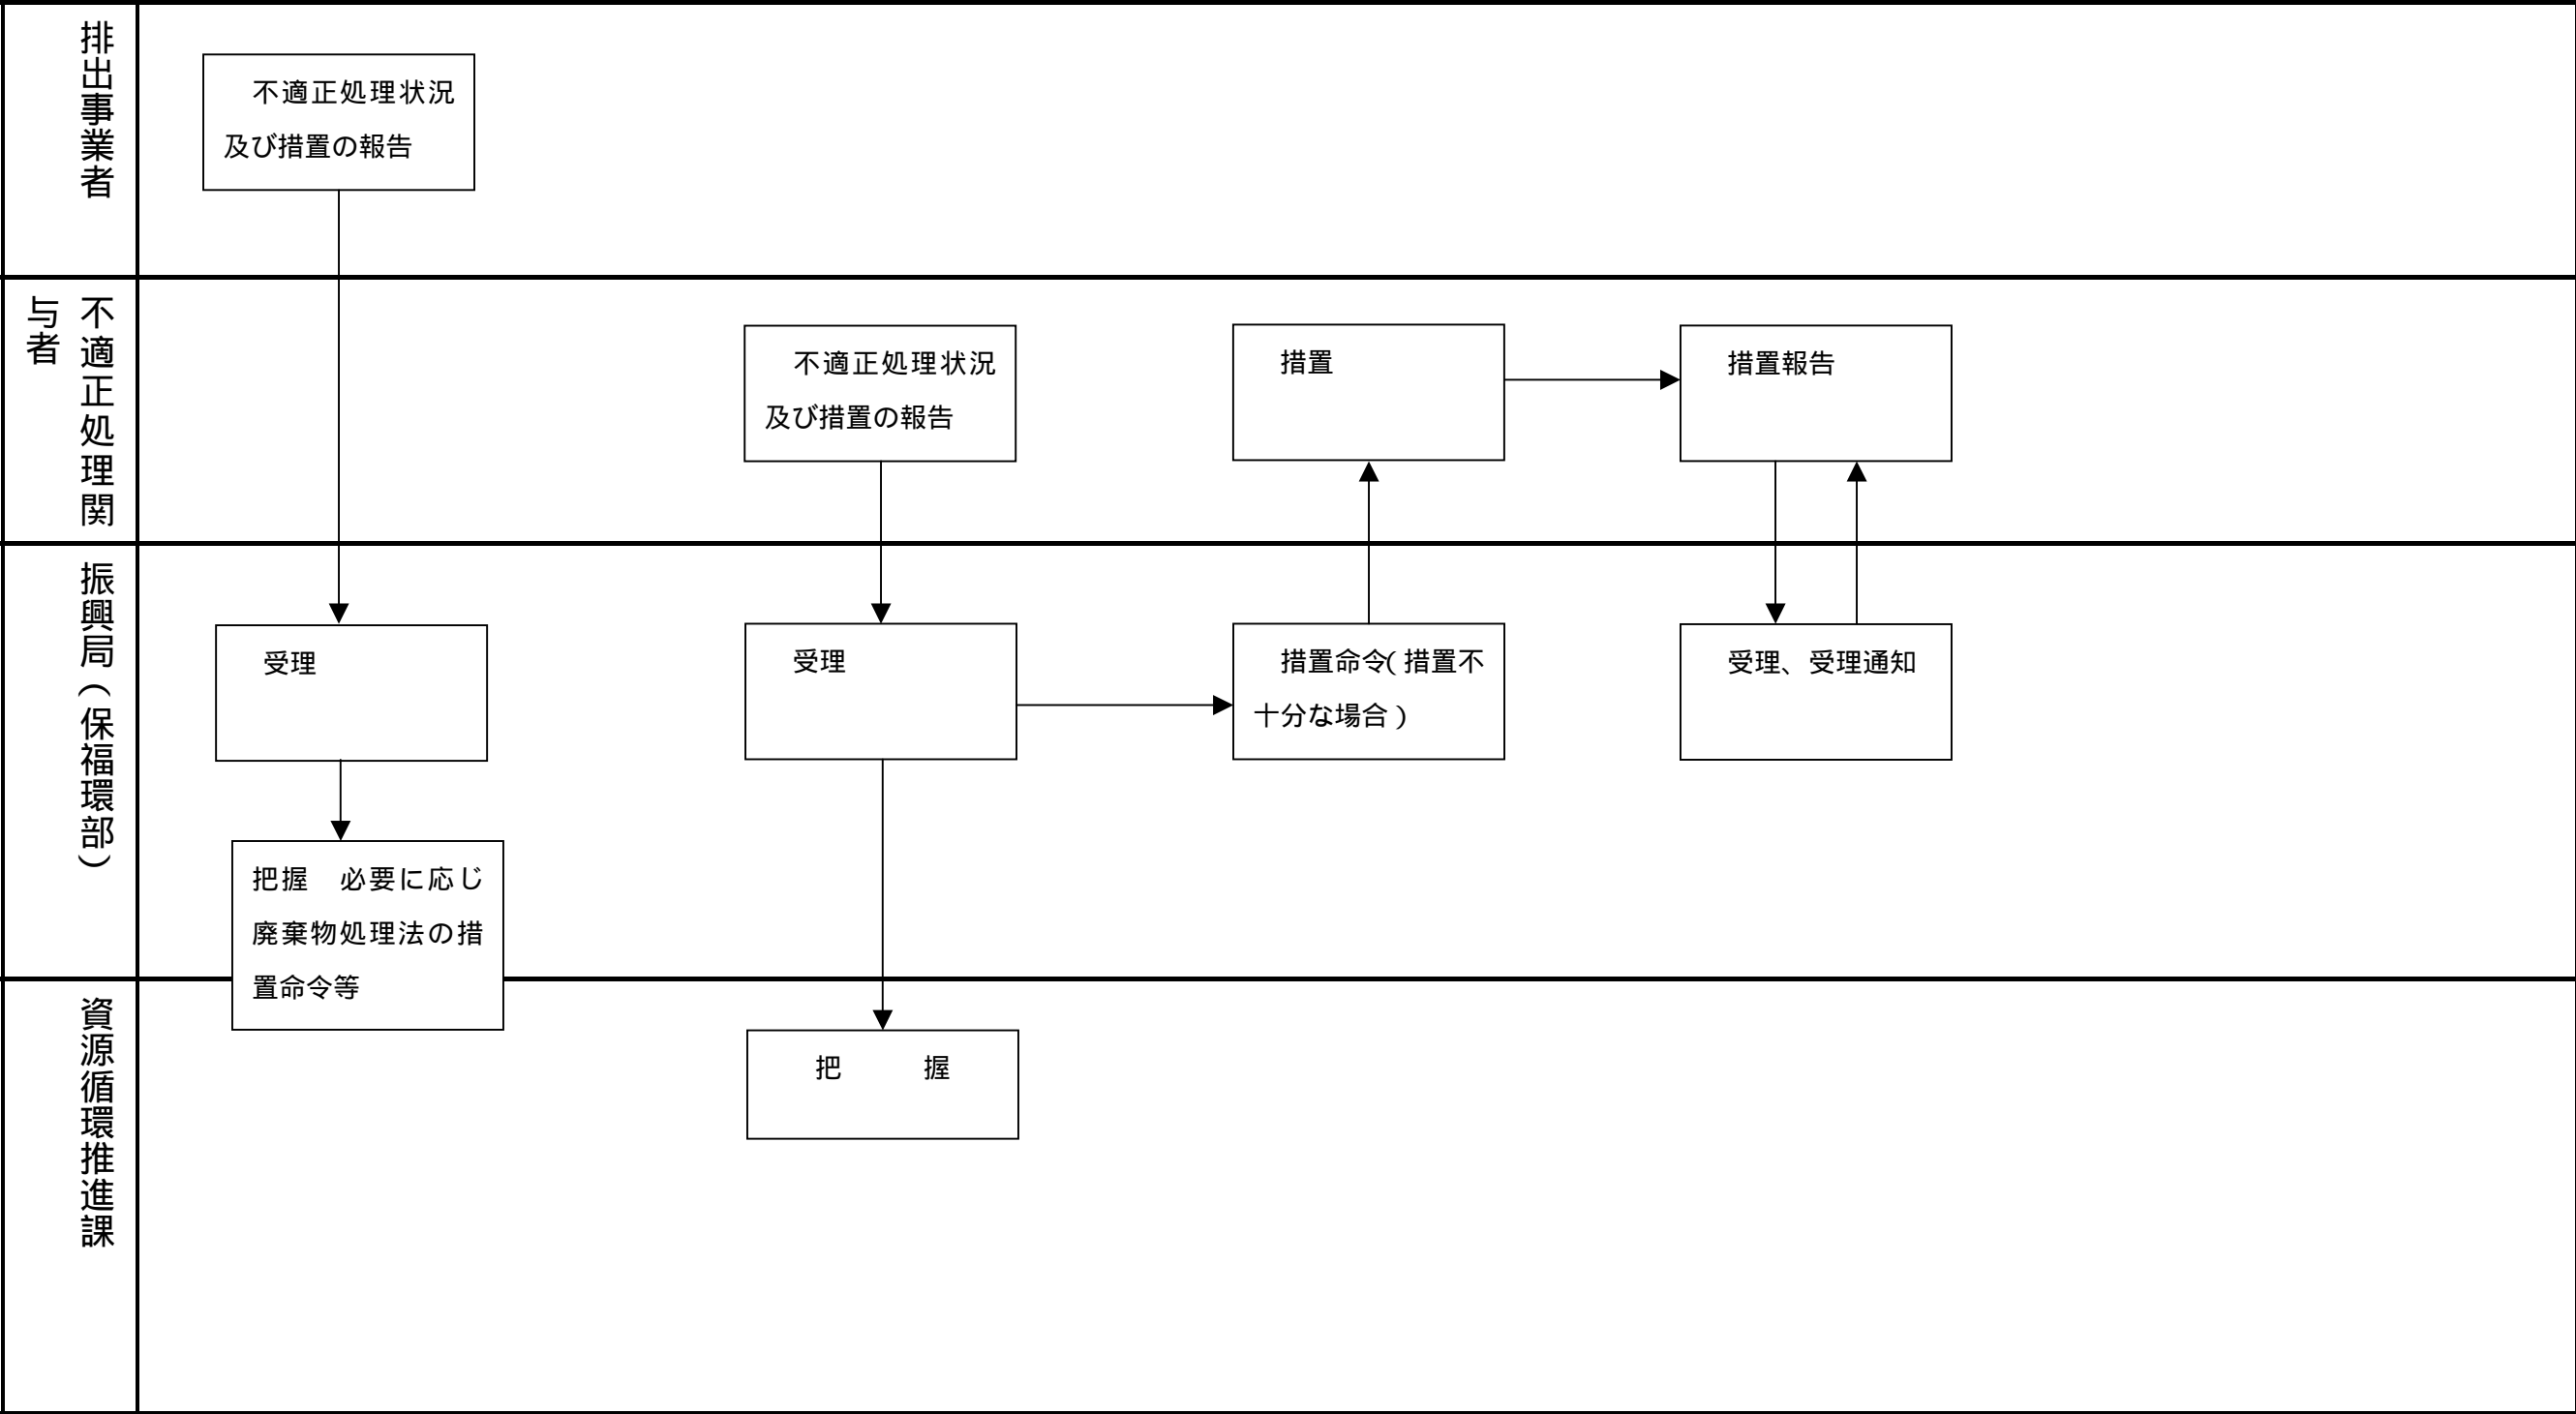 排出事業者
不適正処理状況
及び措置の報告
不適正処理関
与者
不適正処理状況
及び措置の報告
措置
措置報告
振興局（保福環部）
受理
受理
措置命令（措置不
十分な場合）
受理、受理通知
把握　必要に応じ
廃棄物処理法の措
置命令等
資源循環推進課
把　　　握